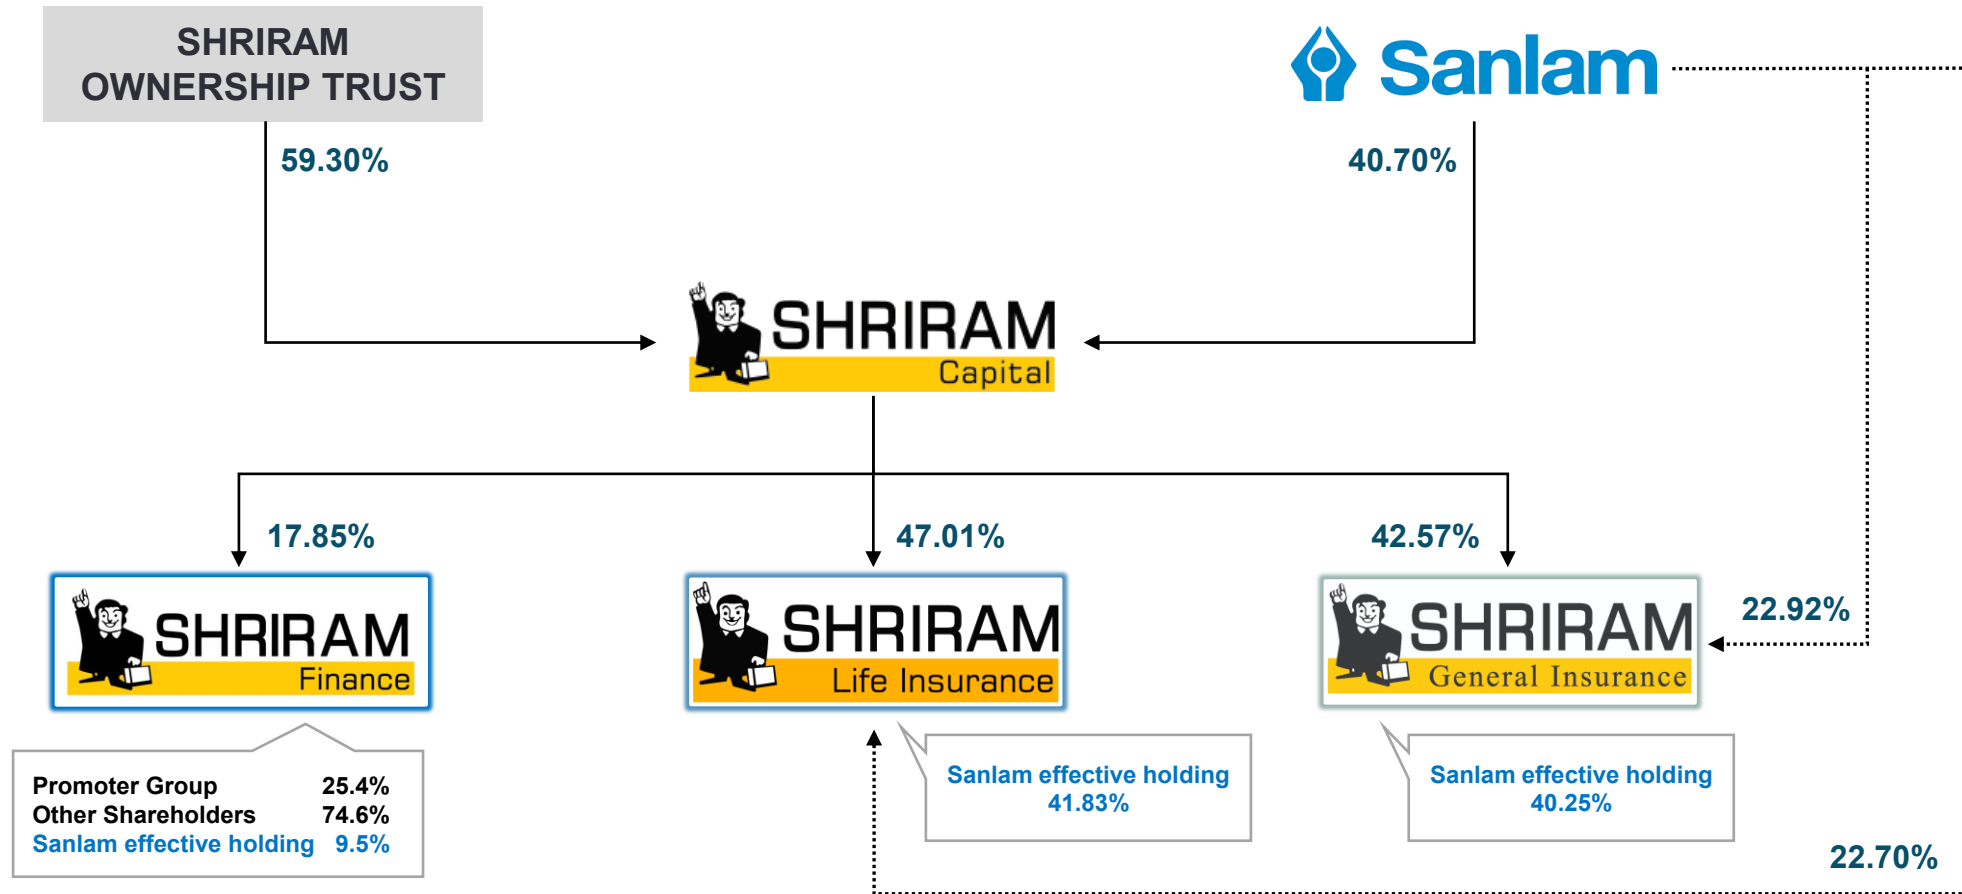 SHRIRAM
OWNERSHIP TRUST
Sanlam
59.30%
40.70%
SHRIRAM
Capital
17.85%
47.01%
42.57%
SHRIRAM
Finance
SHRIRAM
Life Insurance
SHRIRAM
General Insurance
22.92%
Promoter Group 25.4%
Other Shareholders 74.6%
Sanlam effective holding 9.5%
Sanlam effective holding
41.83%
Sanlam effective holding
40.25%
22.70%